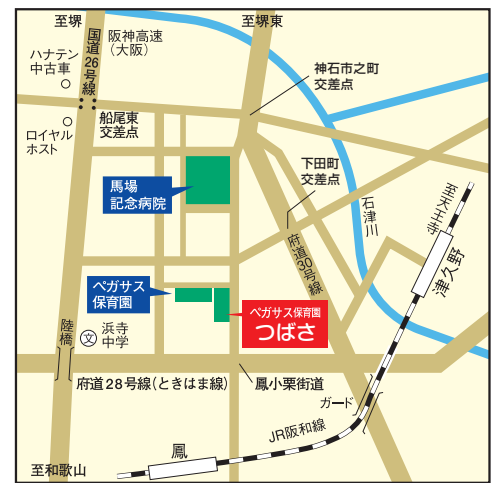 至堺
至堺東
国道26号線
阪神高速
(大阪)
ハナテン
中古車
神石市之町
交差点
船尾東
交差点
ロイヤル
ホスト
下田町
交差点
馬場
記念病院
石津川
至天王寺
津久野
府道30号線
ペガサス
保育園
ペガサス保育園
つばさ
陸橋
文
浜寺
中学
府道28号線(ときはま線)
鳳小栗街道
ガード
JR阪和線
鳳
至和歌山